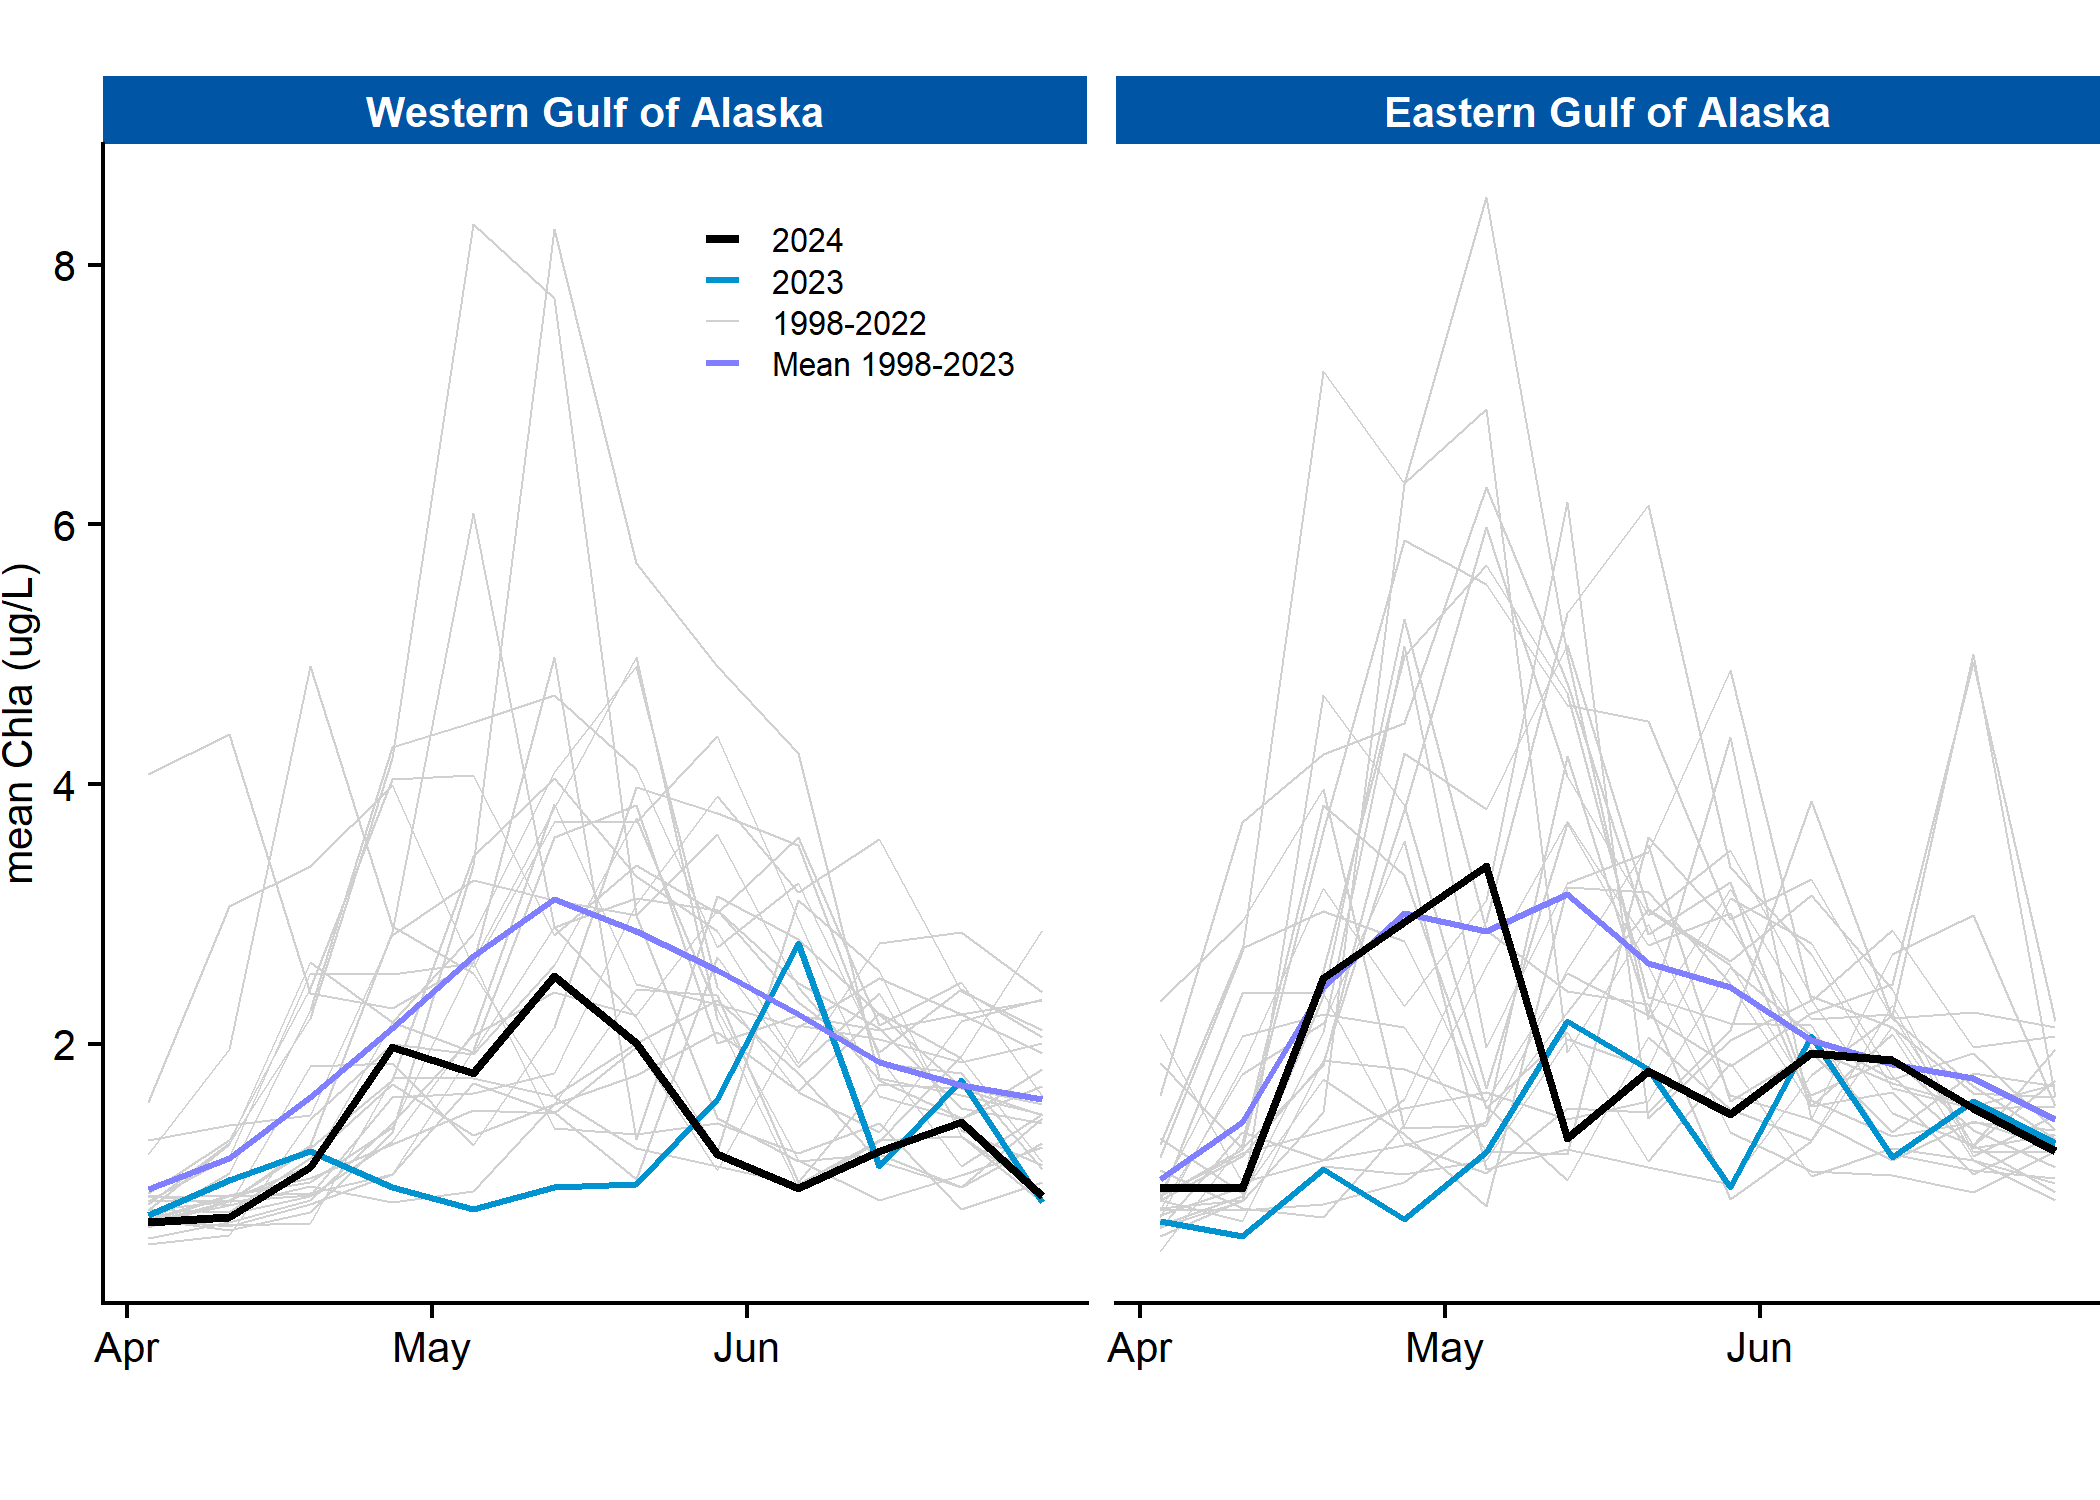 Western Gulf of Alaska
Eastern Gulf of Alaska
2024
2023
1998-2022
Mean 1998-2023
mean Chla (ug/L)
8
6
4
2
Apr
May
Jun
Apr
May
Jun